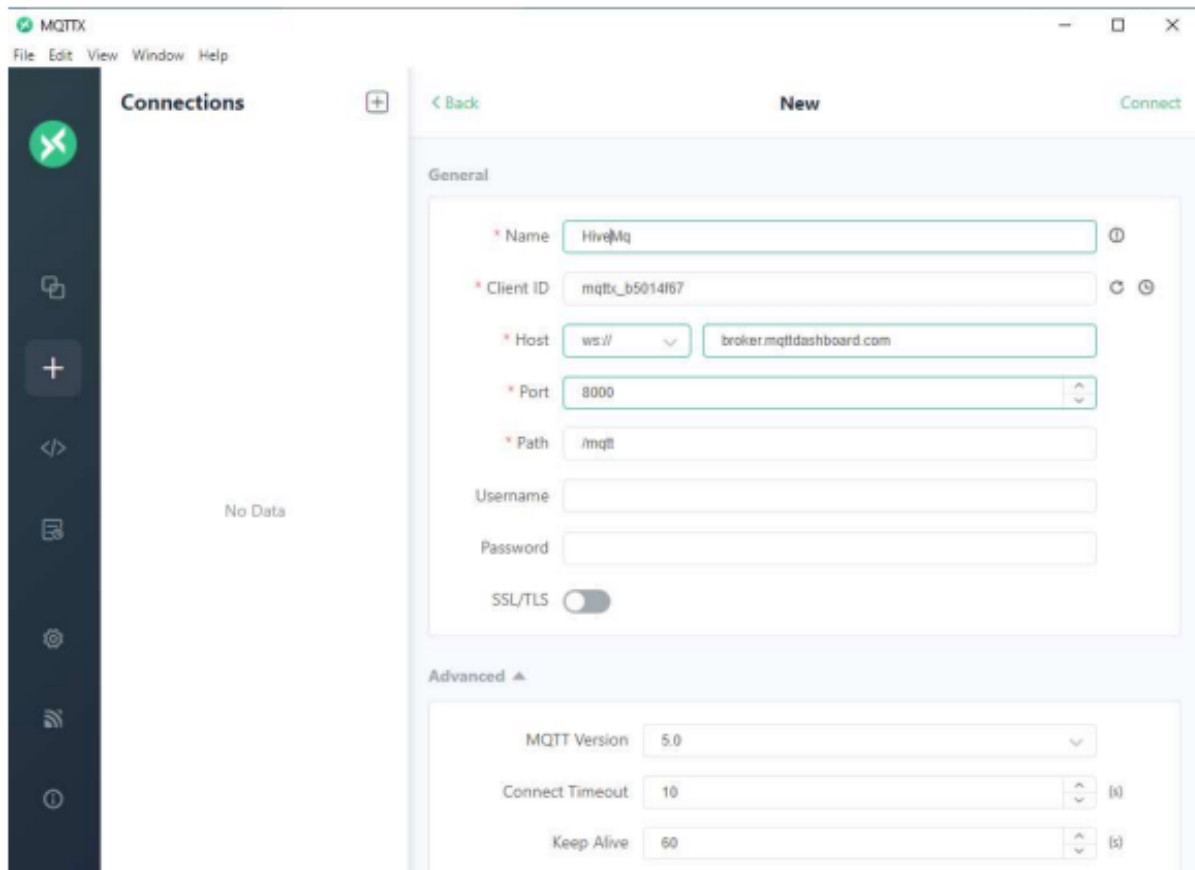 MQTTX
File Edit View Window Help
Connections
< Back New Connect
General
* Name HiveMq
* Client ID mqttx_b5014f67
* Host ws:// broker.mqttdashboard.com
* Port 8000
* Path /mqtt
Username
No Data
Password
SSL/TLS
Advanced
MQTT Version 5.0
Connect Timeout 10 (s)
Keep Alive 60 (s)